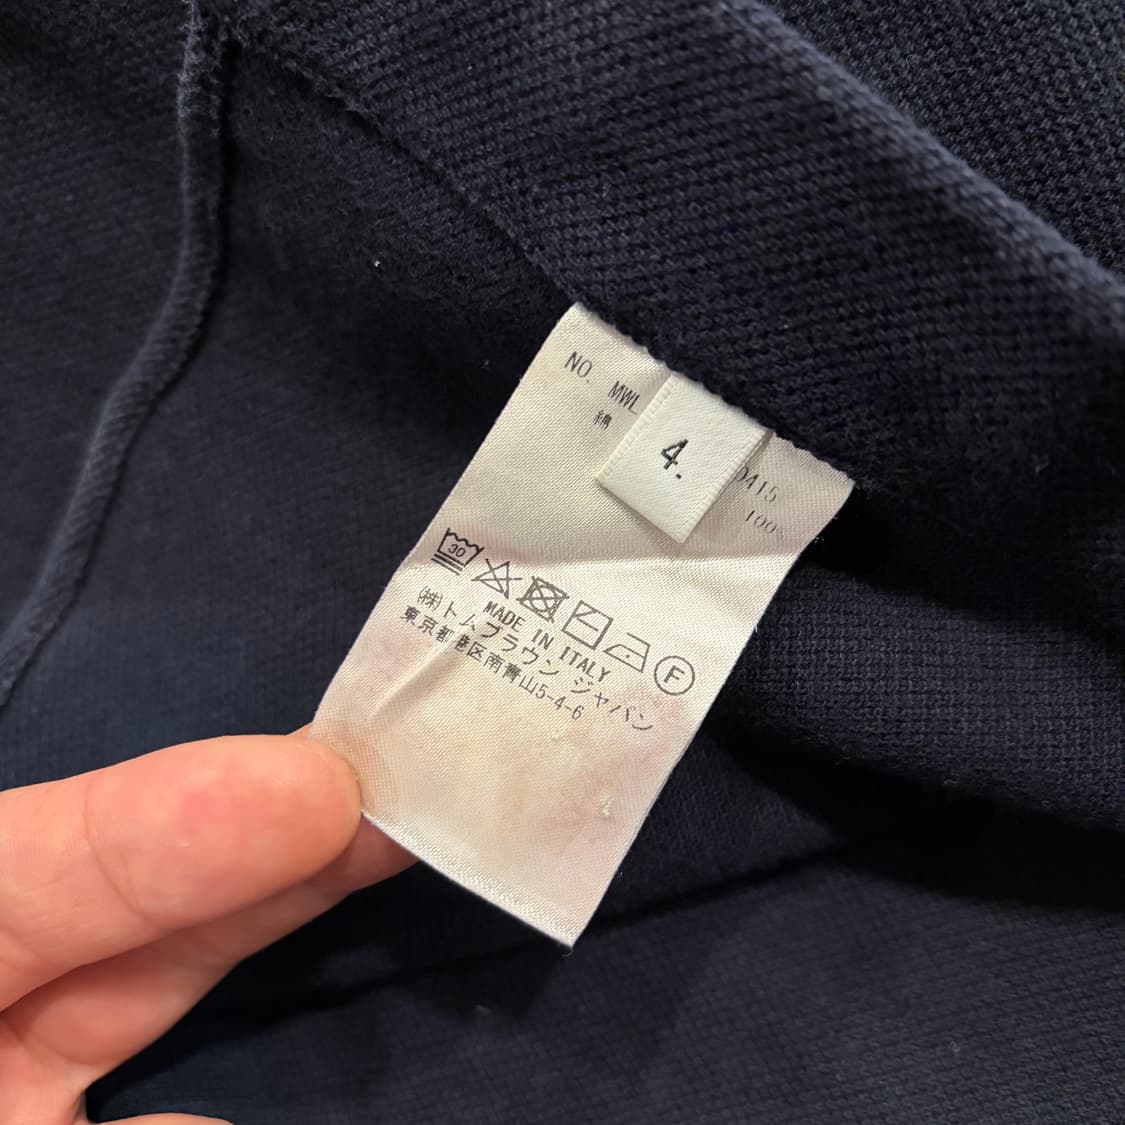 NO. MWL 0415
綿 100%
4.
30
MADE IN ITALY
F
(株)トムブラウン ジャパン
東京都港区南青山5-4-6